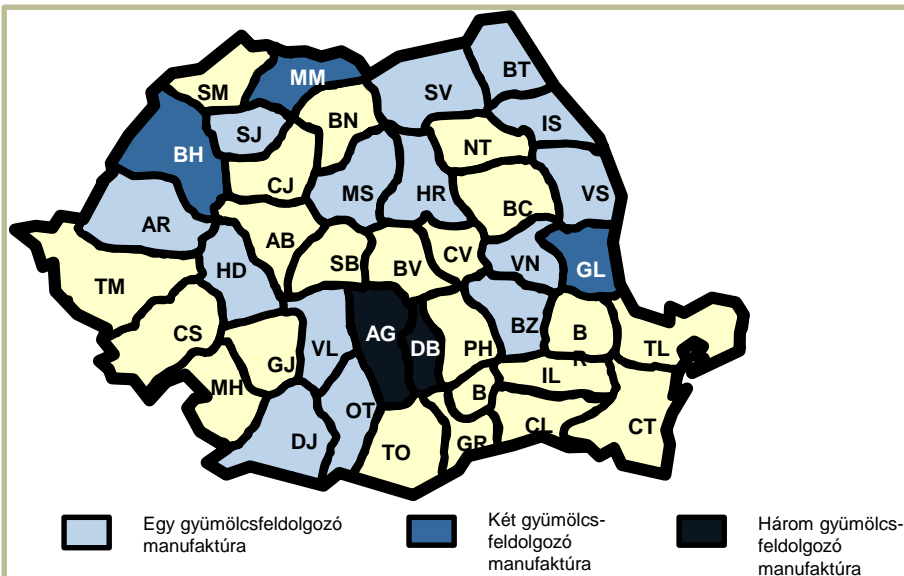 MM
BT
SM
SV
BN
IS
SJ
NT
BH
CJ
MS
HR
VS
BC
AR
AB
HD
SB
BV
CV
VN
GL
TM
CS
AG
DB
BZ
B
R
VL
PH
TL
GJ
IL
MH
B
OT
CT
CL
DJ
TO
GR
Egy gyümölcsfeldolgozó
manufaktúra
Két gyümölcs-
feldolgozó
manufaktúra
Három gyümölcs-
feldolgozó
manufaktúra